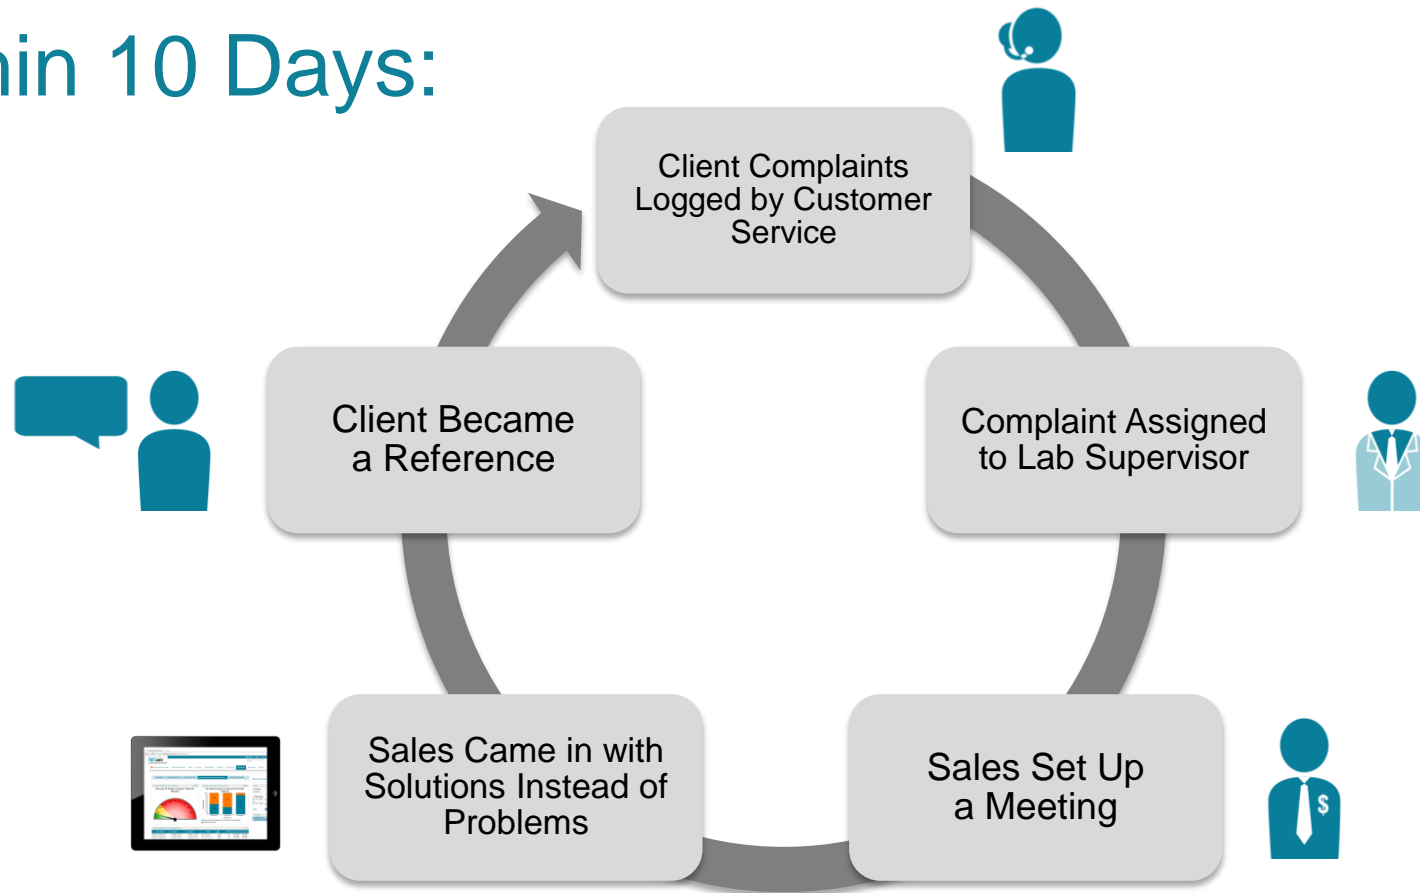 hin 10 Days:
Client Complaints
Logged by Customer
Service
Complaint Assigned
to Lab Supervisor
Sales Set Up
a Meeting
$
Sales Came in with
Solutions Instead of
Problems
Client Became
a Reference